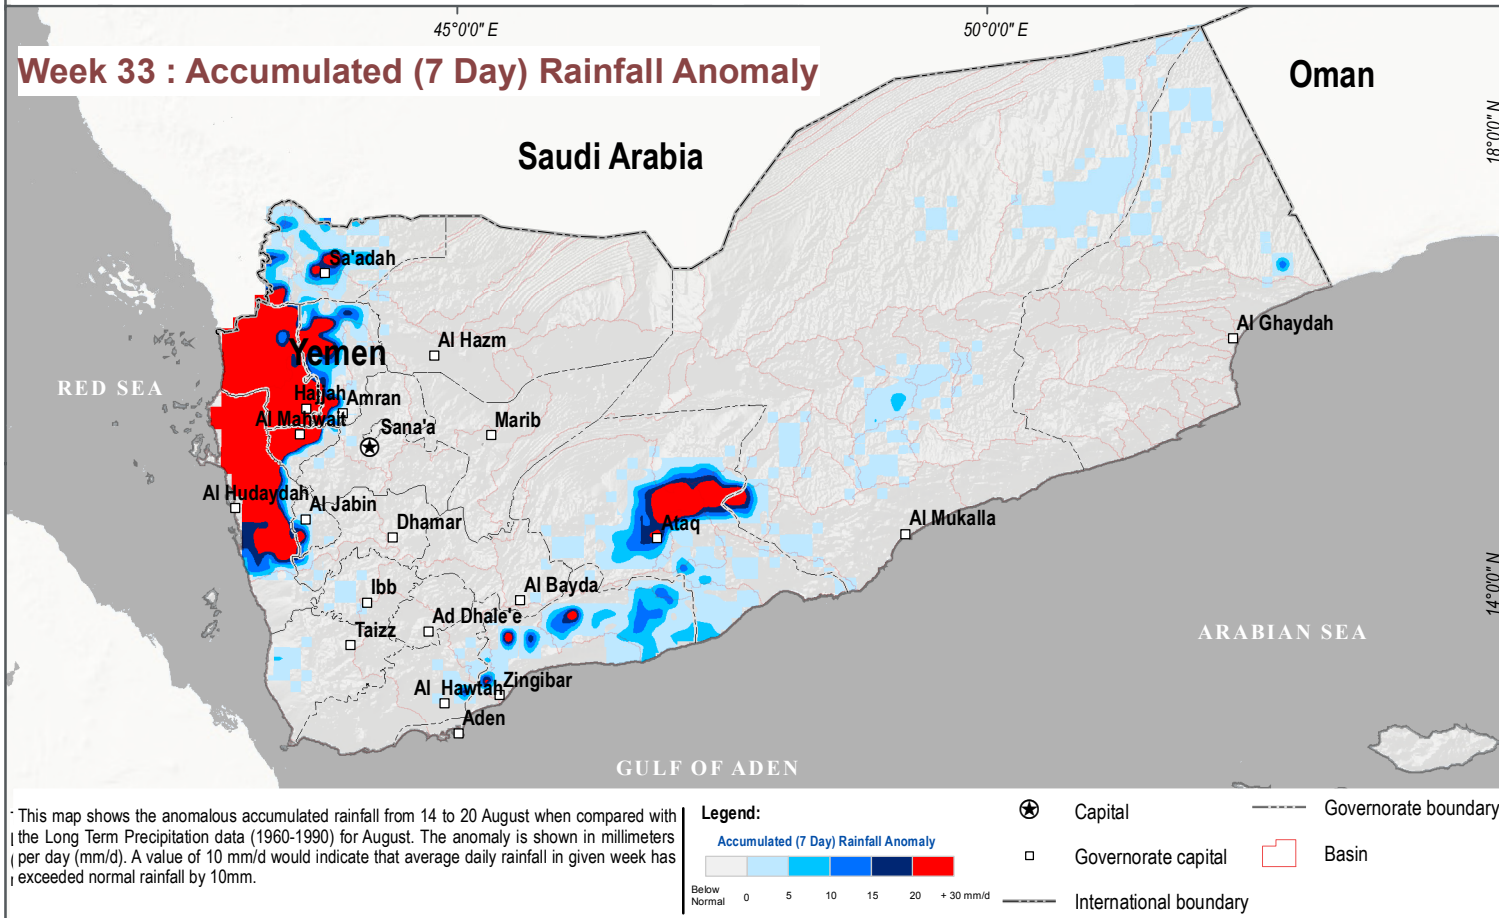 45°0'0" E
50°0'0" E
Week 33 : Accumulated (7 Day) Rainfall Anomaly
Oman
18°0'0" N
Saudi Arabia
Sa'adah
Al Ghaydah
Yemen
Al Hazm
RED SEA
Hajjah
Amran
Al Mahwait
Sana'a
Marib
Al Hudaydah
Al Jabin
Dhamar
Ataq
Al Mukalla
Ibb
Al Bayda
14°0'0" N
Taizz
Ad Dhale'e
ARABIAN SEA
Al Hawtah
Zingibar
Aden
GULF OF ADEN
This map shows the anomalous accumulated rainfall from 14 to 20 August when compared with
the Long Term Precipitation data (1960-1990) for August. The anomaly is shown in millimeters
per day (mm/d). A value of 10 mm/d would indicate that average daily rainfall in given week has
exceeded normal rainfall by 10mm.
Legend:
Accumulated (7 Day) Rainfall Anomaly
Below
Normal
0 5 10 15 20 + 30 mm/d
Capital
Governorate capital
International boundary
Governorate boundary
Basin